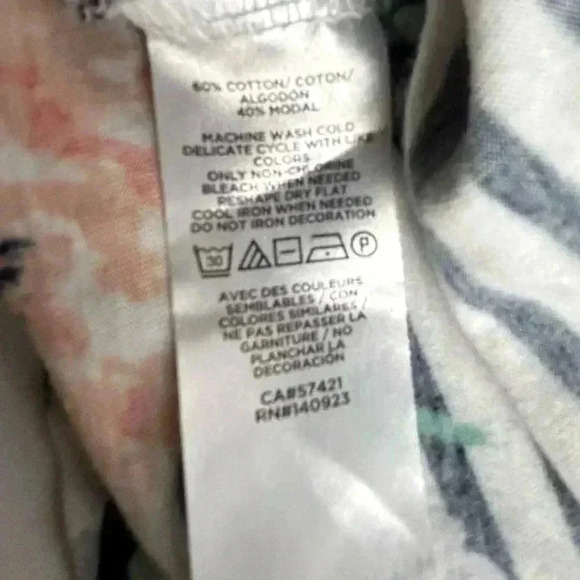 60% COTTON/ COTON/
ALGODÓN
40% MODAL
MACHINE WASH COLD
DELICATE CYCLE WITH LIKE
COLORS
ONLY NON-CHLORINE
BLEACH WHEN NEEDED
RESHAPE DRY FLAT
COOL IRON WHEN NEEDED
DO NOT IRON DECORATION
30 P
AVEC DES COULEURS
SEMBLABLES / CON
COLORES SIMILARES /
NE PAS REPASSER LA
GARNITURE / NO
PLANCHAR LA
DECORACIÓN
CA#57421
RN#140923